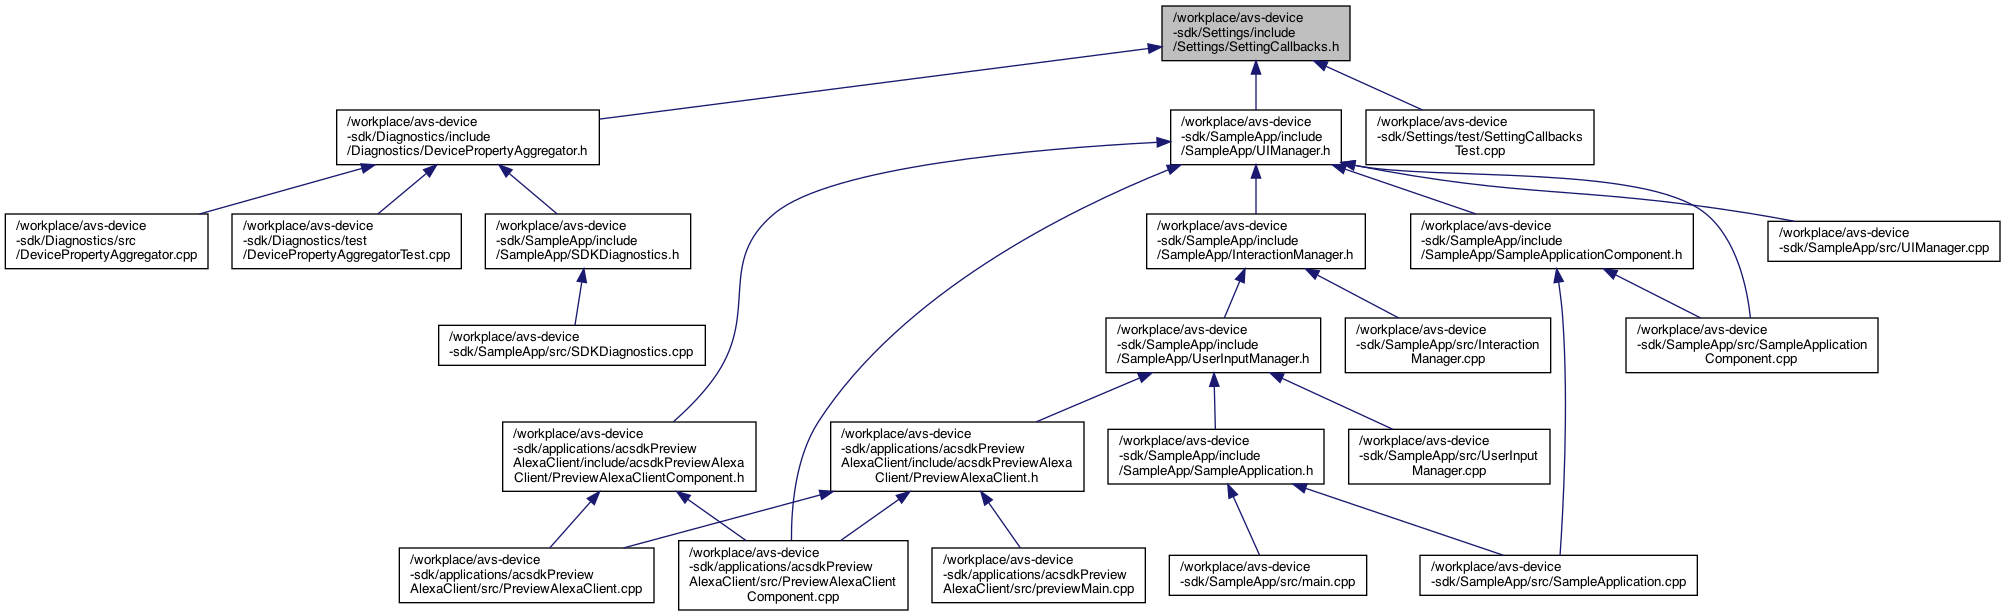 /workplace/avs-device
-sdk/Settings/include
/Settings/SettingCallbacks.h
/workplace/avs-device
-sdk/Diagnostics/include
/Diagnostics/DevicePropertyAggregator.h
/workplace/avs-device
-sdk/SampleApp/include
/SampleApp/UIManager.h
/workplace/avs-device
-sdk/Settings/test/SettingCallbacks
Test.cpp
/workplace/avs-device
-sdk/Diagnostics/src
/DevicePropertyAggregator.cpp
/workplace/avs-device
-sdk/Diagnostics/test
/DevicePropertyAggregatorTest.cpp
/workplace/avs-device
-sdk/SampleApp/include
/SampleApp/SDKDiagnostics.h
/workplace/avs-device
-sdk/SampleApp/include
/SampleApp/InteractionManager.h
/workplace/avs-device
-sdk/SampleApp/include
/SampleApp/SampleApplicationComponent.h
/workplace/avs-device
-sdk/SampleApp/src/UIManager.cpp
/workplace/avs-device
-sdk/SampleApp/src/SDKDiagnostics.cpp
/workplace/avs-device
-sdk/SampleApp/include
/SampleApp/UserInputManager.h
/workplace/avs-device
-sdk/SampleApp/src/Interaction
Manager.cpp
/workplace/avs-device
-sdk/SampleApp/src/SampleApplication
Component.cpp
/workplace/avs-device
-sdk/applications/acsdkPreview
AlexaClient/include/acsdkPreviewAlexa
Client/PreviewAlexaClientComponent.h
/workplace/avs-device
-sdk/applications/acsdkPreview
AlexaClient/include/acsdkPreviewAlexa
Client/PreviewAlexaClient.h
/workplace/avs-device
-sdk/SampleApp/include
/SampleApp/SampleApplication.h
/workplace/avs-device
-sdk/SampleApp/src/UserInput
Manager.cpp
/workplace/avs-device
-sdk/applications/acsdkPreview
AlexaClient/src/PreviewAlexaClient.cpp
/workplace/avs-device
-sdk/applications/acsdkPreview
AlexaClient/src/PreviewAlexaClient
Component.cpp
/workplace/avs-device
-sdk/applications/acsdkPreview
AlexaClient/src/previewMain.cpp
/workplace/avs-device
-sdk/SampleApp/src/main.cpp
/workplace/avs-device
-sdk/SampleApp/src/SampleApplication.cpp